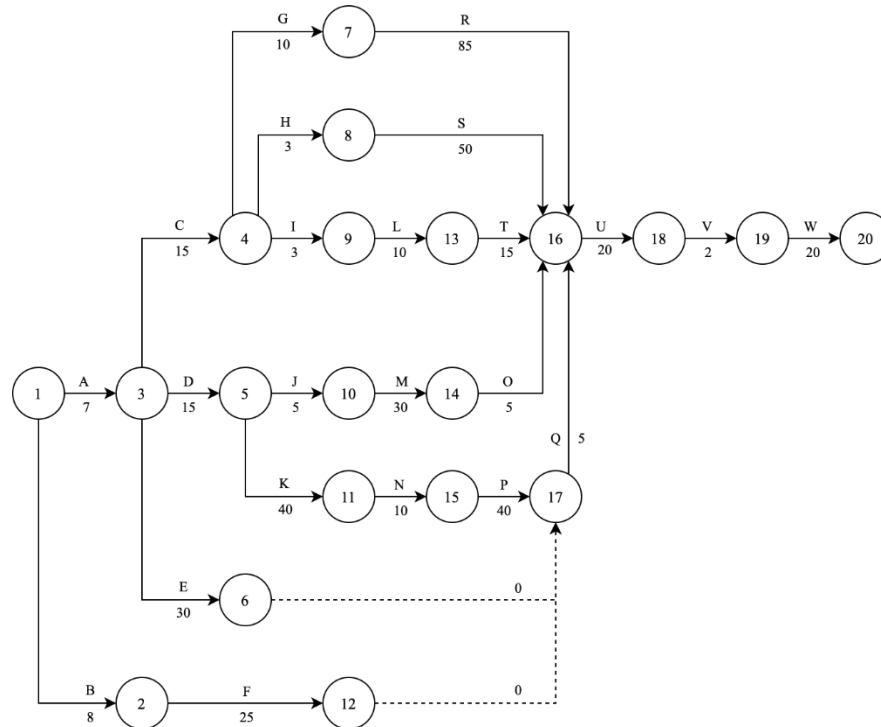 G R
7
10 85
H S
8
3 50
C I L T U V W
4 9 13 16 18 19 20
15 3 10 15 20 2 20
A D J M O
1 3 5 10 14
7 15 5 30 5
Q 5
K N P
11 15 17
40 10 40
E 0
6
30
B F 0
2 12
8 25